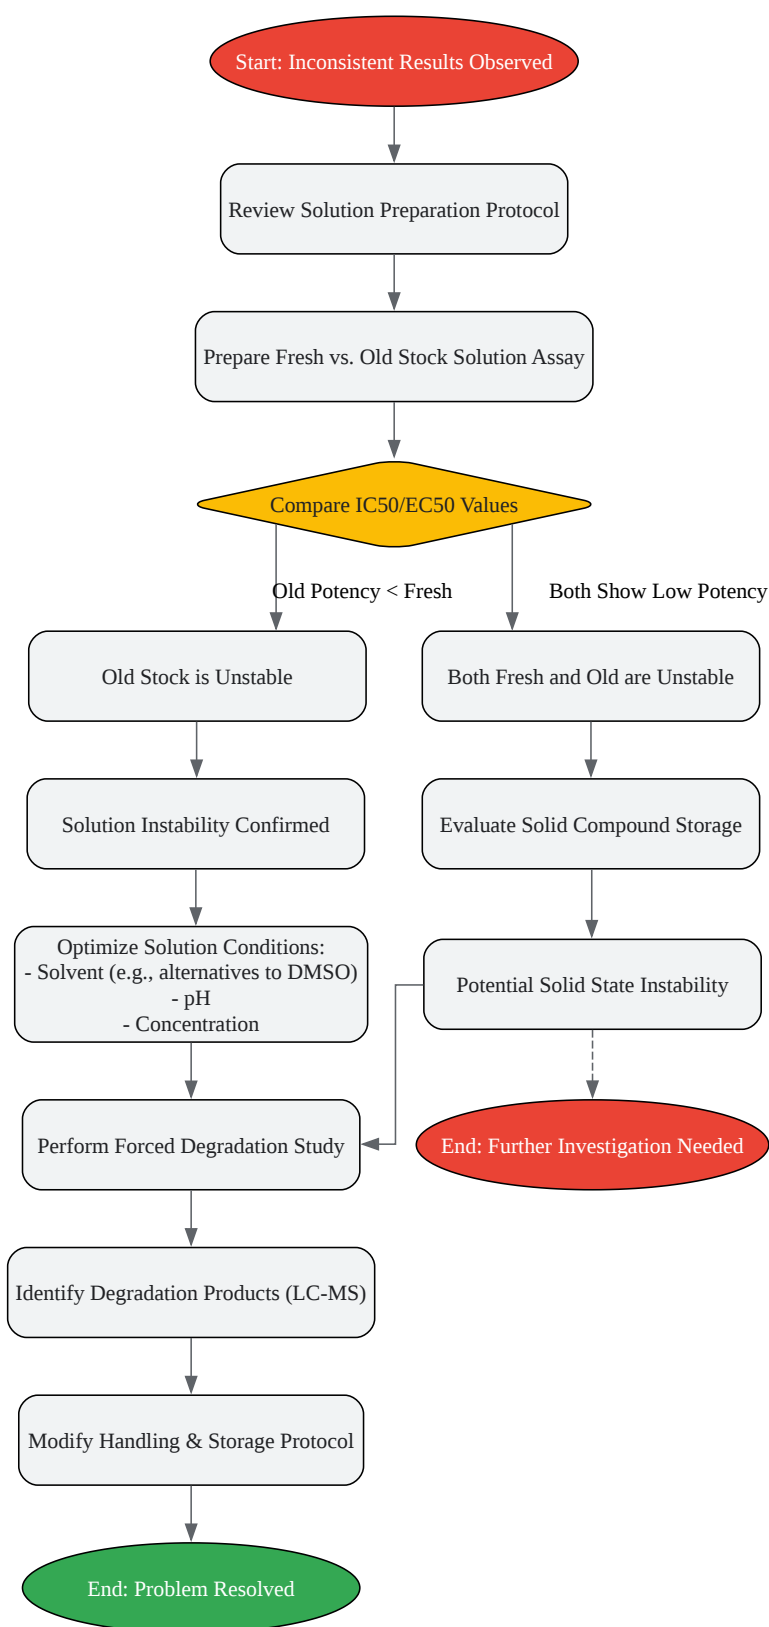 Start: Inconsistent Results Observed
Review Solution Preparation Protocol
Prepare Fresh vs. Old Stock Solution Assay
Compare IC50/EC50 Values
Old Potency < Fresh
Both Show Low Potency
Old Stock is Unstable
Both Fresh and Old are Unstable
Solution Instability Confirmed
Evaluate Solid Compound Storage
Optimize Solution Conditions:
- Solvent (e.g., alternatives to DMSO)
- pH
- Concentration
Potential Solid State Instability
Perform Forced Degradation Study
End: Further Investigation Needed
Identify Degradation Products (LC-MS)
Modify Handling & Storage Protocol
End: Problem Resolved